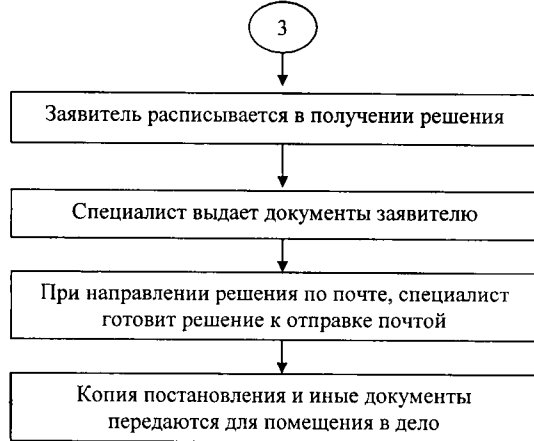 3
Заявитель расписывается в получении решения
Специалист выдает документы заявителю
При направлении решения по почте, специалист
готовит решение к отправке почтой
Копия постановления и иные документы
передаются для помещения в дело